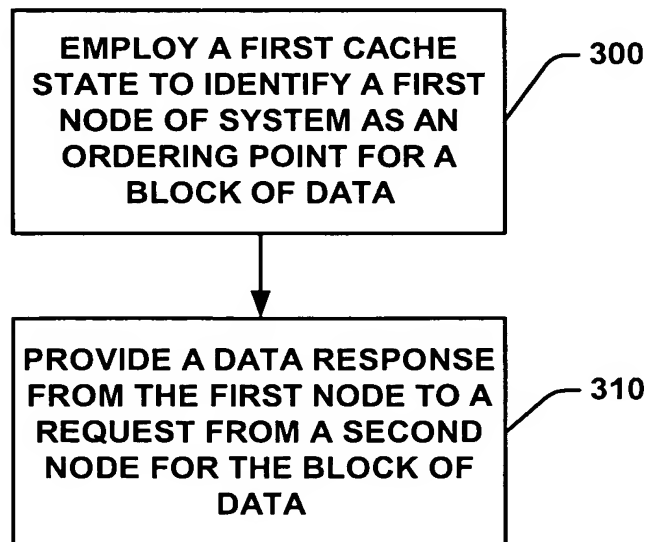 EMPLOY A FIRST CACHE
STATE TO IDENTIFY A FIRST
NODE OF SYSTEM AS AN
ORDERING POINT FOR A
BLOCK OF DATA
300
PROVIDE A DATA RESPONSE
FROM THE FIRST NODE TO A
REQUEST FROM A SECOND
NODE FOR THE BLOCK OF
DATA
310